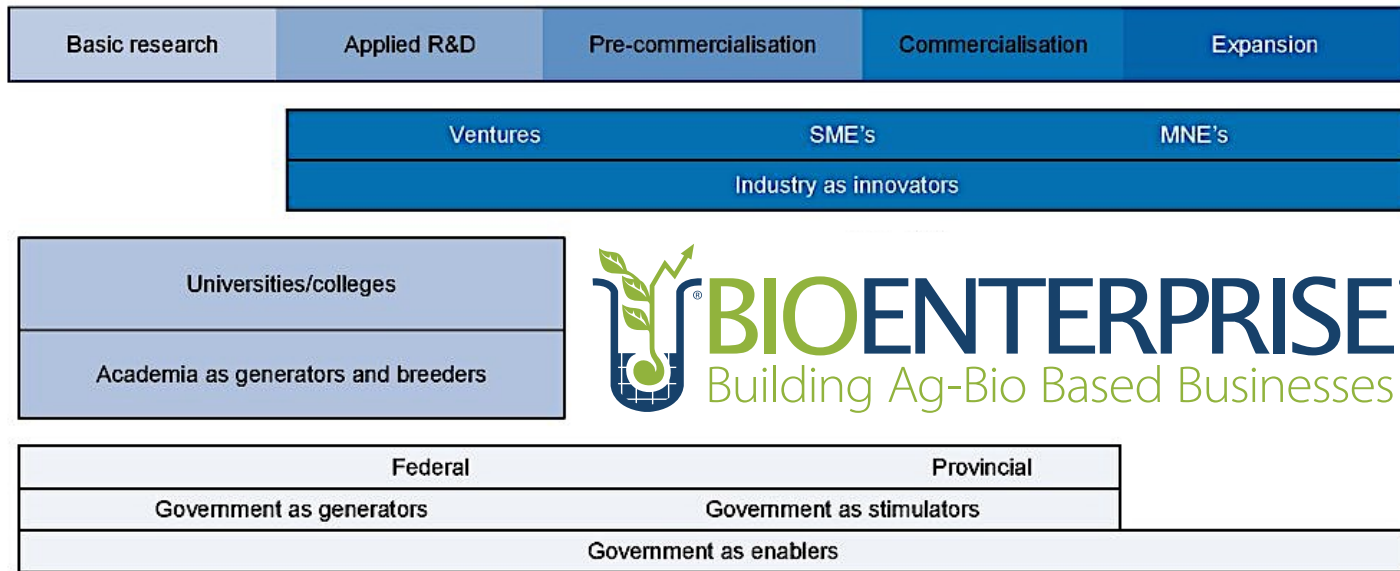 Basic research Applied R&D Pre-commercialisation Commercialisation Expansion
Ventures SME's MNE's
Industry as innovators
Universities/colleges
Academia as generators and breeders
®BIOENTERPRISE
Building Ag-Bio Based Businesses
Federal Provincial
Government as generators Government as stimulators
Government as enablers